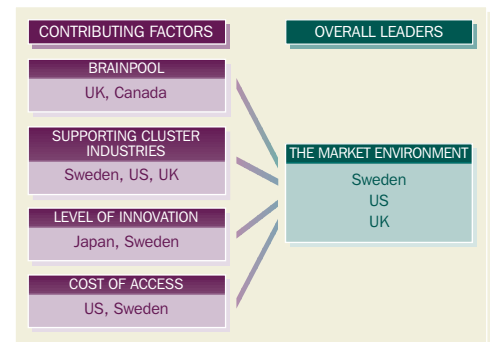 CONTRIBUTING FACTORS
OVERALL LEADERS
BRAINPOOL
UK, Canada
SUPPORTING CLUSTER
INDUSTRIES
Sweden, US, UK
LEVEL OF INNOVATION
Japan, Sweden
COST OF ACCESS
US, Sweden
THE MARKET ENVIRONMENT
Sweden
US
UK